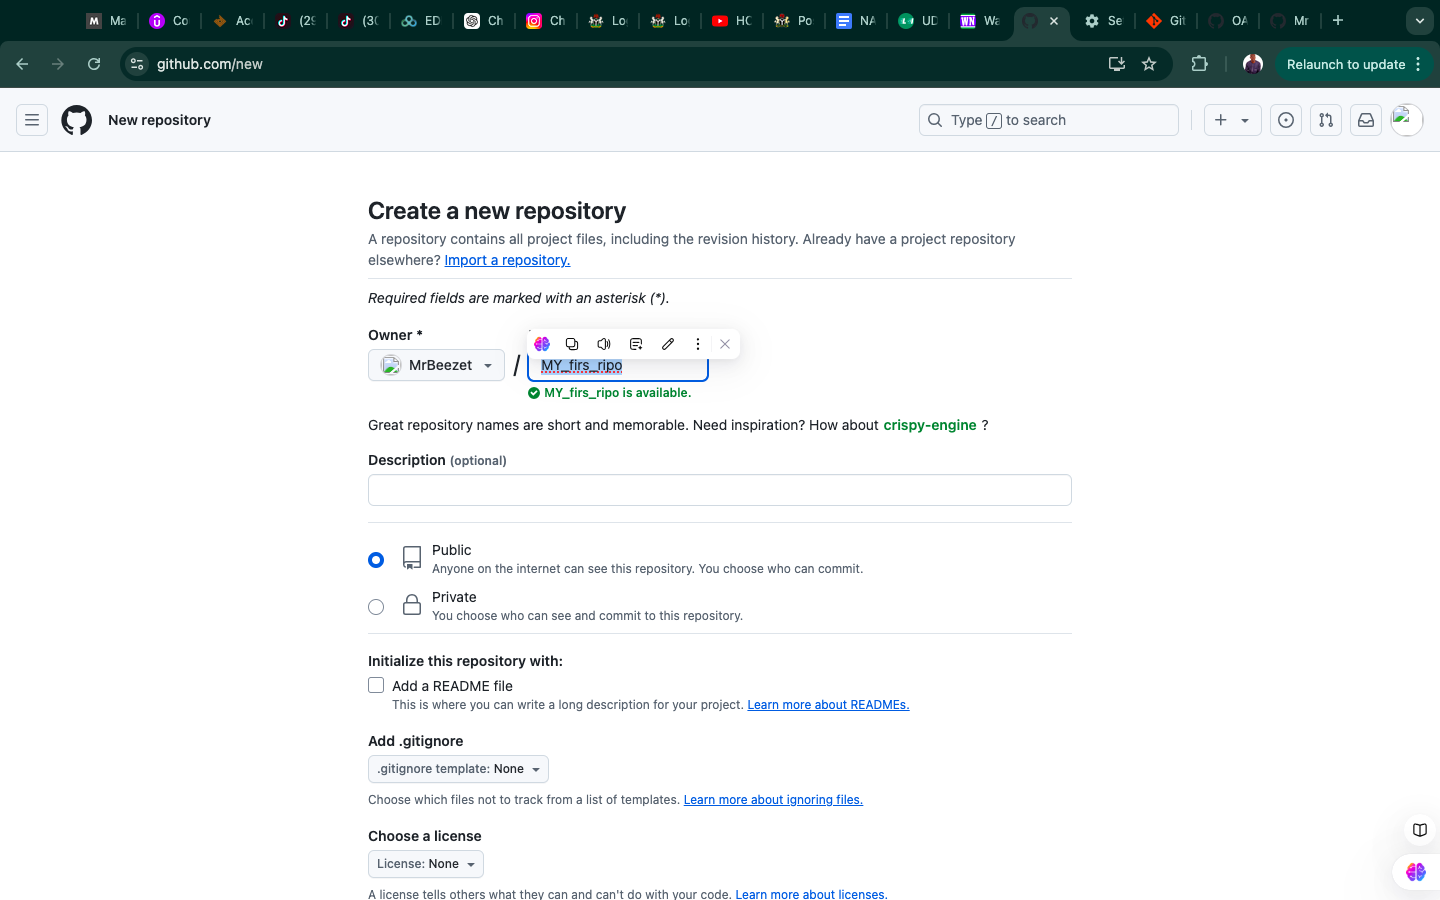 Ma
Co
Ac
(29
(30
ED
Ch
Ch
Lo
Lo
HO
Po
NA
UD
Wa
Se
Git
OA
Mr
github.com/new
Relaunch to update
New repository
Type / to search
Create a new repository
A repository contains all project files, including the revision history. Already have a project repository
elsewhere? Import a repository.
Required fields are marked with an asterisk (*).
Owner *
MrBeezet
/
MY_firs_ripo
MY_firs_ripo is available.
Great repository names are short and memorable. Need inspiration? How about crispy-engine ?
Description (optional)
Public
Anyone on the internet can see this repository. You choose who can commit.
Private
You choose who can see and commit to this repository.
Initialize this repository with:
Add a README file
This is where you can write a long description for your project. Learn more about READMEs.
Add .gitignore
.gitignore template: None
Choose which files not to track from a list of templates. Learn more about ignoring files.
Choose a license
License: None
A license tells others what they can and can't do with your code. Learn more about licenses.